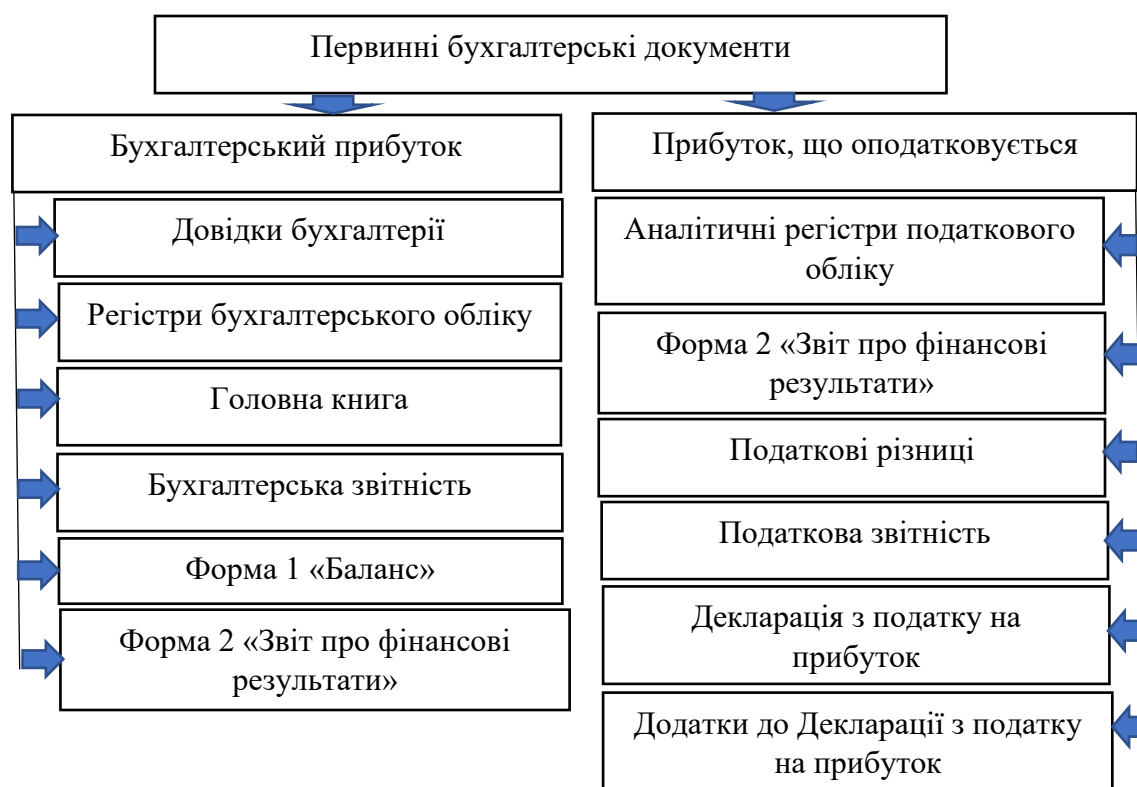 Первинні бухгалтерські документи
Бухгалтерський прибуток
Довідки бухгалтерії
Регістри бухгалтерського обліку
Головна книга
Бухгалтерська звітність
Форма 1 «Баланс»
Форма 2 «Звіт про фінансові
результати»
Прибуток, що оподатковується
Аналітичні регістри податкового
обліку
Форма 2 «Звіт про фінансові
результати»
Податкові різниці
Податкова звітність
Декларація з податку на
прибуток
Додатки до Декларації з податку
на прибуток